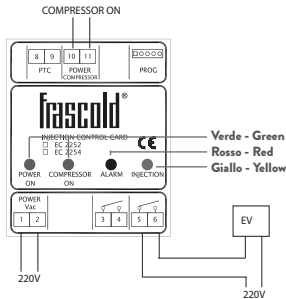 COMPRESSOR ON
8 9 10 11
PTC POWER COMPRESSOR PROG
frascold®
INJECTION CONTROL CARD
EC 2252
EC 2254
CE
Verde - Green
Rosso - Red
Giallo - Yellow
POWER ON COMPRESSOR ON ALARM INJECTION
POWER Vac
1 2 3 4 5 6
EV
220V
220V